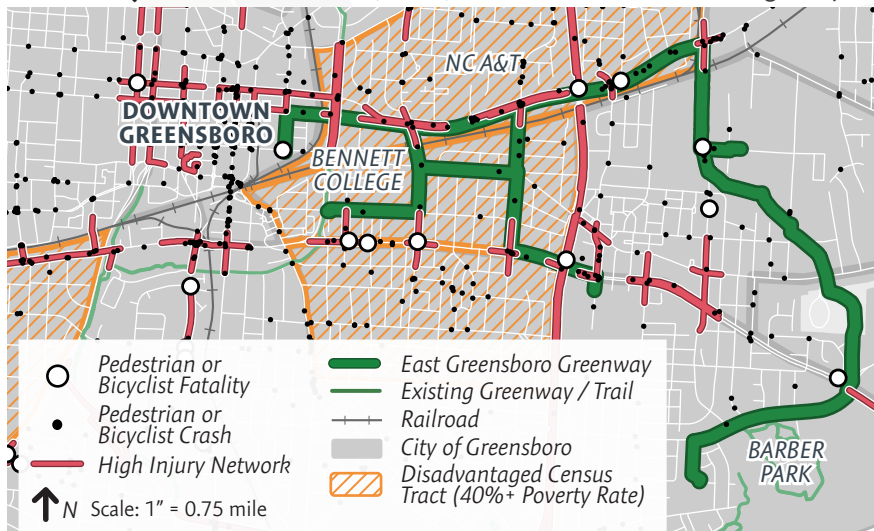 NC A&T
DOWNTOWN
GREENSBORO
BENNETT
COLLEGE
Pedestrian or
Bicyclist Fatality
Pedestrian or
Bicyclist Crash
High Injury Network
N Scale: 1” = 0.75 mile
East Greensboro Greenway
Existing Greenway / Trail
Railroad
City of Greensboro
Disadvantaged Census
Tract (40%+ Poverty Rate)
BARBER
PARK